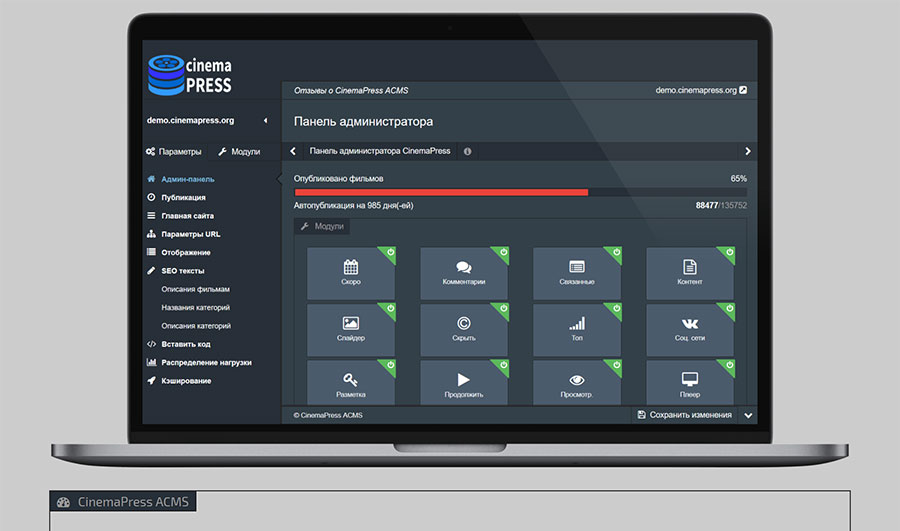 cinema
PRESS
Отзывы о CinemaPress ACMS
demo.cinemapress.org
demo.cinemapress.org
Панель администратора
Параметры
Модули
Панель администратора CinemaPress
Админ-панель
Публикация
Главная сайта
Параметры URL
Отображение
SEO тексты
Описания фильмам
Названия категорий
Описания категорий
Вставить код
Распределение нагрузки
Кэширование
Опубликовано фильмов
65%
Автопубликация на 985 дня(-ей)
88477/135752
Модули
Скоро
Комментарии
Связанные
Контент
Слайдер
Скрыть
Топ
Соц. сети
Разметка
Продолжить
Просмотр.
Плеер
© CinemaPress ACMS
Сохранить изменения
CinemaPress ACMS